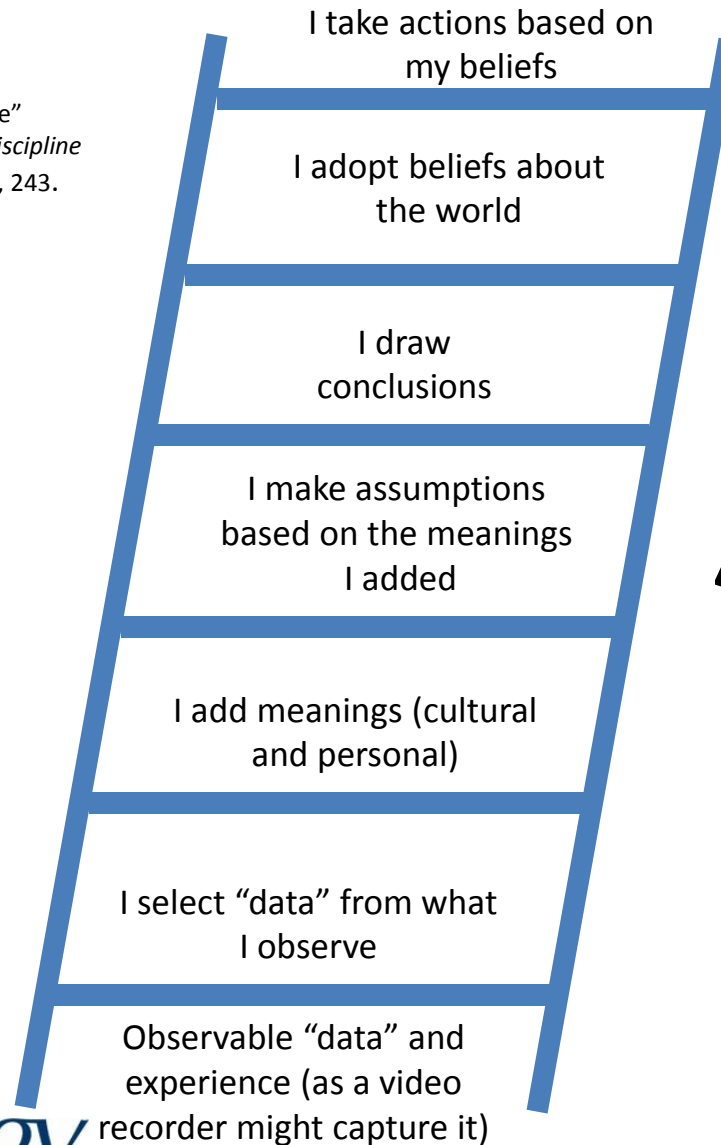 I take actions based on
my beliefs
e”
iscipline
, 243.
I adopt beliefs about
the world
I draw
conclusions
I make assumptions
based on the meanings
I added
I add meanings (cultural
and personal)
I select “data” from what
I observe
Observable “data” and
experience (as a video
recorder might capture it)